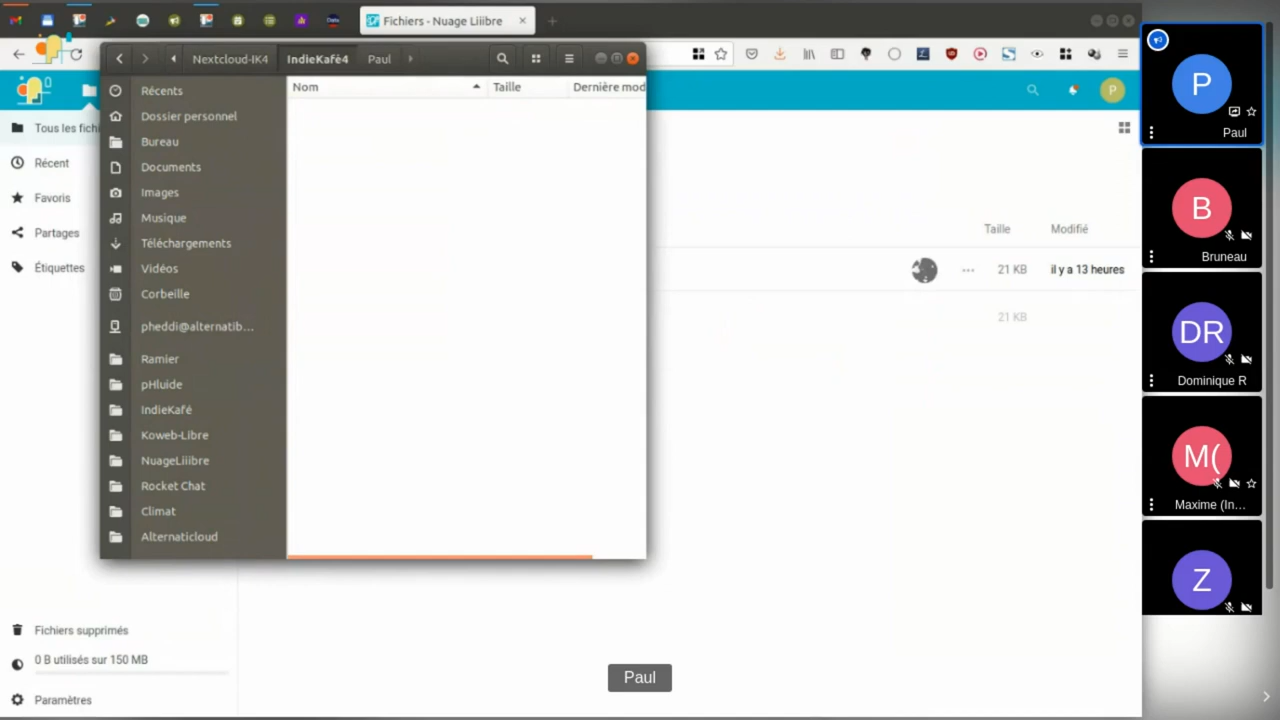 Fichiers - Nuage Liiibre
Nextcloud-IK4
IndieKafé4
Paul
Nom
Taille
Dernière mod
Récents
Dossier personnel
Bureau
Documents
Images
Musique
Téléchargements
Vidéos
Corbeille
pheddi@alternatib...
Ramier
pHluide
IndieKafé
Koweb-Libre
NuageLiiibre
Rocket Chat
Climat
Alternaticloud
Tous les fichi
Récent
Favoris
Partages
Étiquettes
Fichiers supprimés
0 B utilisés sur 150 MB
Paramètres
P
Taille
Modifié
21 KB
il y a 13 heures
21 KB
Paul
P
Paul
B
Bruneau
DR
Dominique R
M(
Maxime (In...
Z